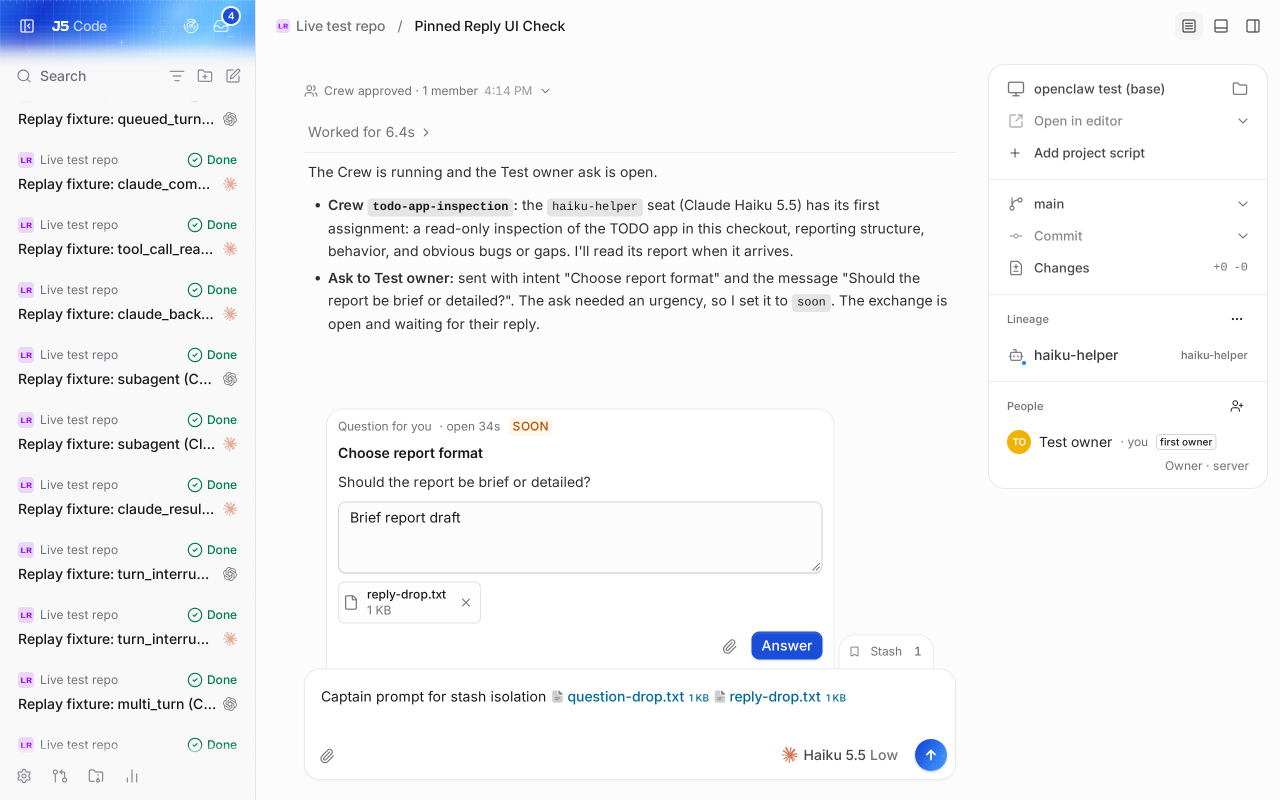 J5 Code
4
Search
Replay fixture: queued_turn...
LR Live test repo Done
Replay fixture: claude_com...
LR Live test repo Done
Replay fixture: tool_call_rea...
LR Live test repo Done
Replay fixture: claude_back...
LR Live test repo Done
Replay fixture: subagent (C...
LR Live test repo Done
Replay fixture: subagent (Cl...
LR Live test repo Done
Replay fixture: claude_resul...
LR Live test repo Done
Replay fixture: turn_interru...
LR Live test repo Done
Replay fixture: turn_interru...
LR Live test repo Done
Replay fixture: multi_turn (C...
LR Live test repo Done
LR Live test repo / Pinned Reply UI Check
Crew approved · 1 member 4:14 PM
Worked for 6.4s
The Crew is running and the Test owner ask is open.
• Crew todo-app-inspection: the haiku-helper seat (Claude Haiku 5.5) has its first
assignment: a read-only inspection of the TODO app in this checkout, reporting structure,
behavior, and obvious bugs or gaps. I'll read its report when it arrives.
• Ask to Test owner: sent with intent "Choose report format" and the message "Should the
report be brief or detailed?". The ask needed an urgency, so I set it to soon. The exchange is
open and waiting for their reply.
Question for you · open 34s SOON
Choose report format
Should the report be brief or detailed?
Brief report draft
reply-drop.txt
1 KB
Answer
Stash 1
Captain prompt for stash isolation question-drop.txt 1KB reply-drop.txt 1KB
Haiku 5.5 Low
openclaw test (base)
Open in editor
Add project script
main
Commit
Changes +0 -0
Lineage
haiku-helper haiku-helper
People
TO Test owner · you first owner
Owner · server